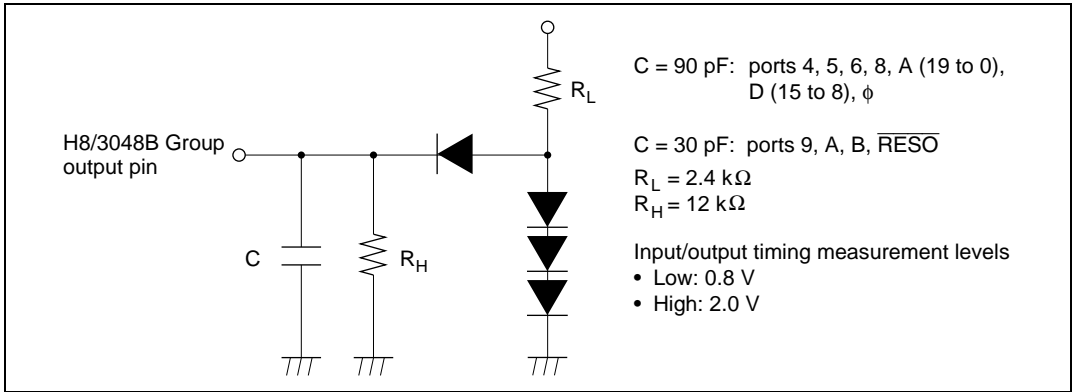 H8/3048B Group
output pin
C
R_H
R_L
C = 90 pF: ports 4, 5, 6, 8, A (19 to 0),
D (15 to 8), ϕ
C = 30 pF: ports 9, A, B, R̅E̅S̅O̅
R_L = 2.4 kΩ
R_H = 12 kΩ
Input/output timing measurement levels
• Low: 0.8 V
• High: 2.0 V